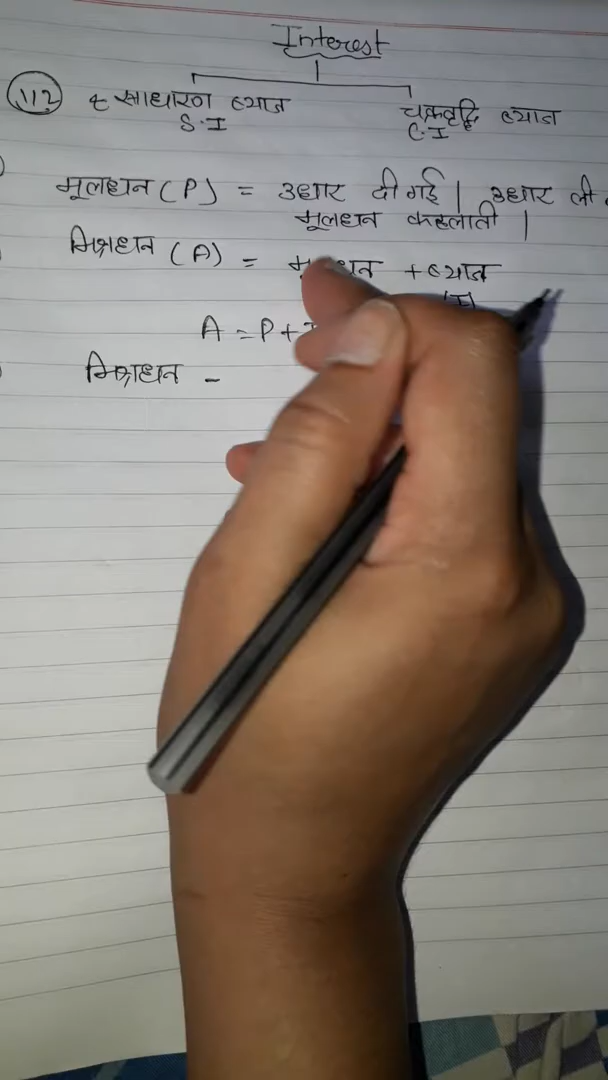 Interest
112 साधारण ब्याज चक्रवृद्धि ब्याज
S.I C.I
मूलधन (P) = उधार दी गई | उधार ली
मूलधन कहलाती |
मिश्रधन (A) = + ब्याज
A = P +
मिश्रधन -